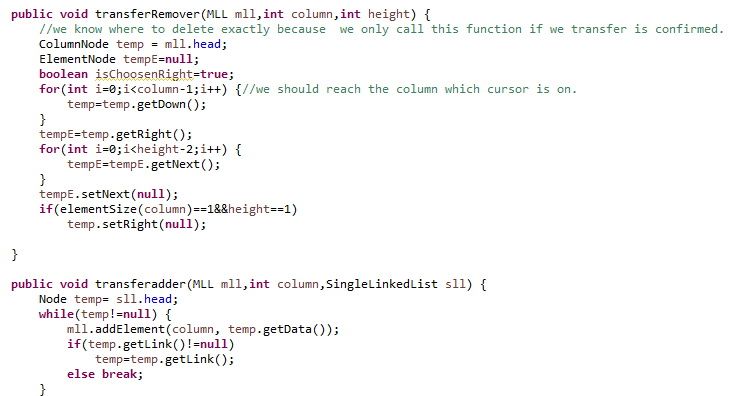 public void transferRemover(MLL mll,int column,int height) {
    //we know where to delete exactly because  we only call this function if we transfer is confirmed.
    ColumnNode temp = mll.head;
    ElementNode tempE=null;
    boolean isChoosenRight=true;
    for(int i=0;i<column-1;i++) {//we should reach the column which cursor is on.
        temp=temp.getDown();
    }
    tempE=temp.getRight();
    for(int i=0;i<height-2;i++) {
        tempE=tempE.getNext();
    }
    tempE.setNext(null);
    if(elementSize(column)==1&&height==1)
        temp.setRight(null);

}

public void transferadder(MLL mll,int column,SingleLinkedList sll) {
    Node temp= sll.head;
    while(temp!=null) {
        mll.addElement(column, temp.getData());
        if(temp.getLink()!=null)
            temp=temp.getLink();
        else break;
    }